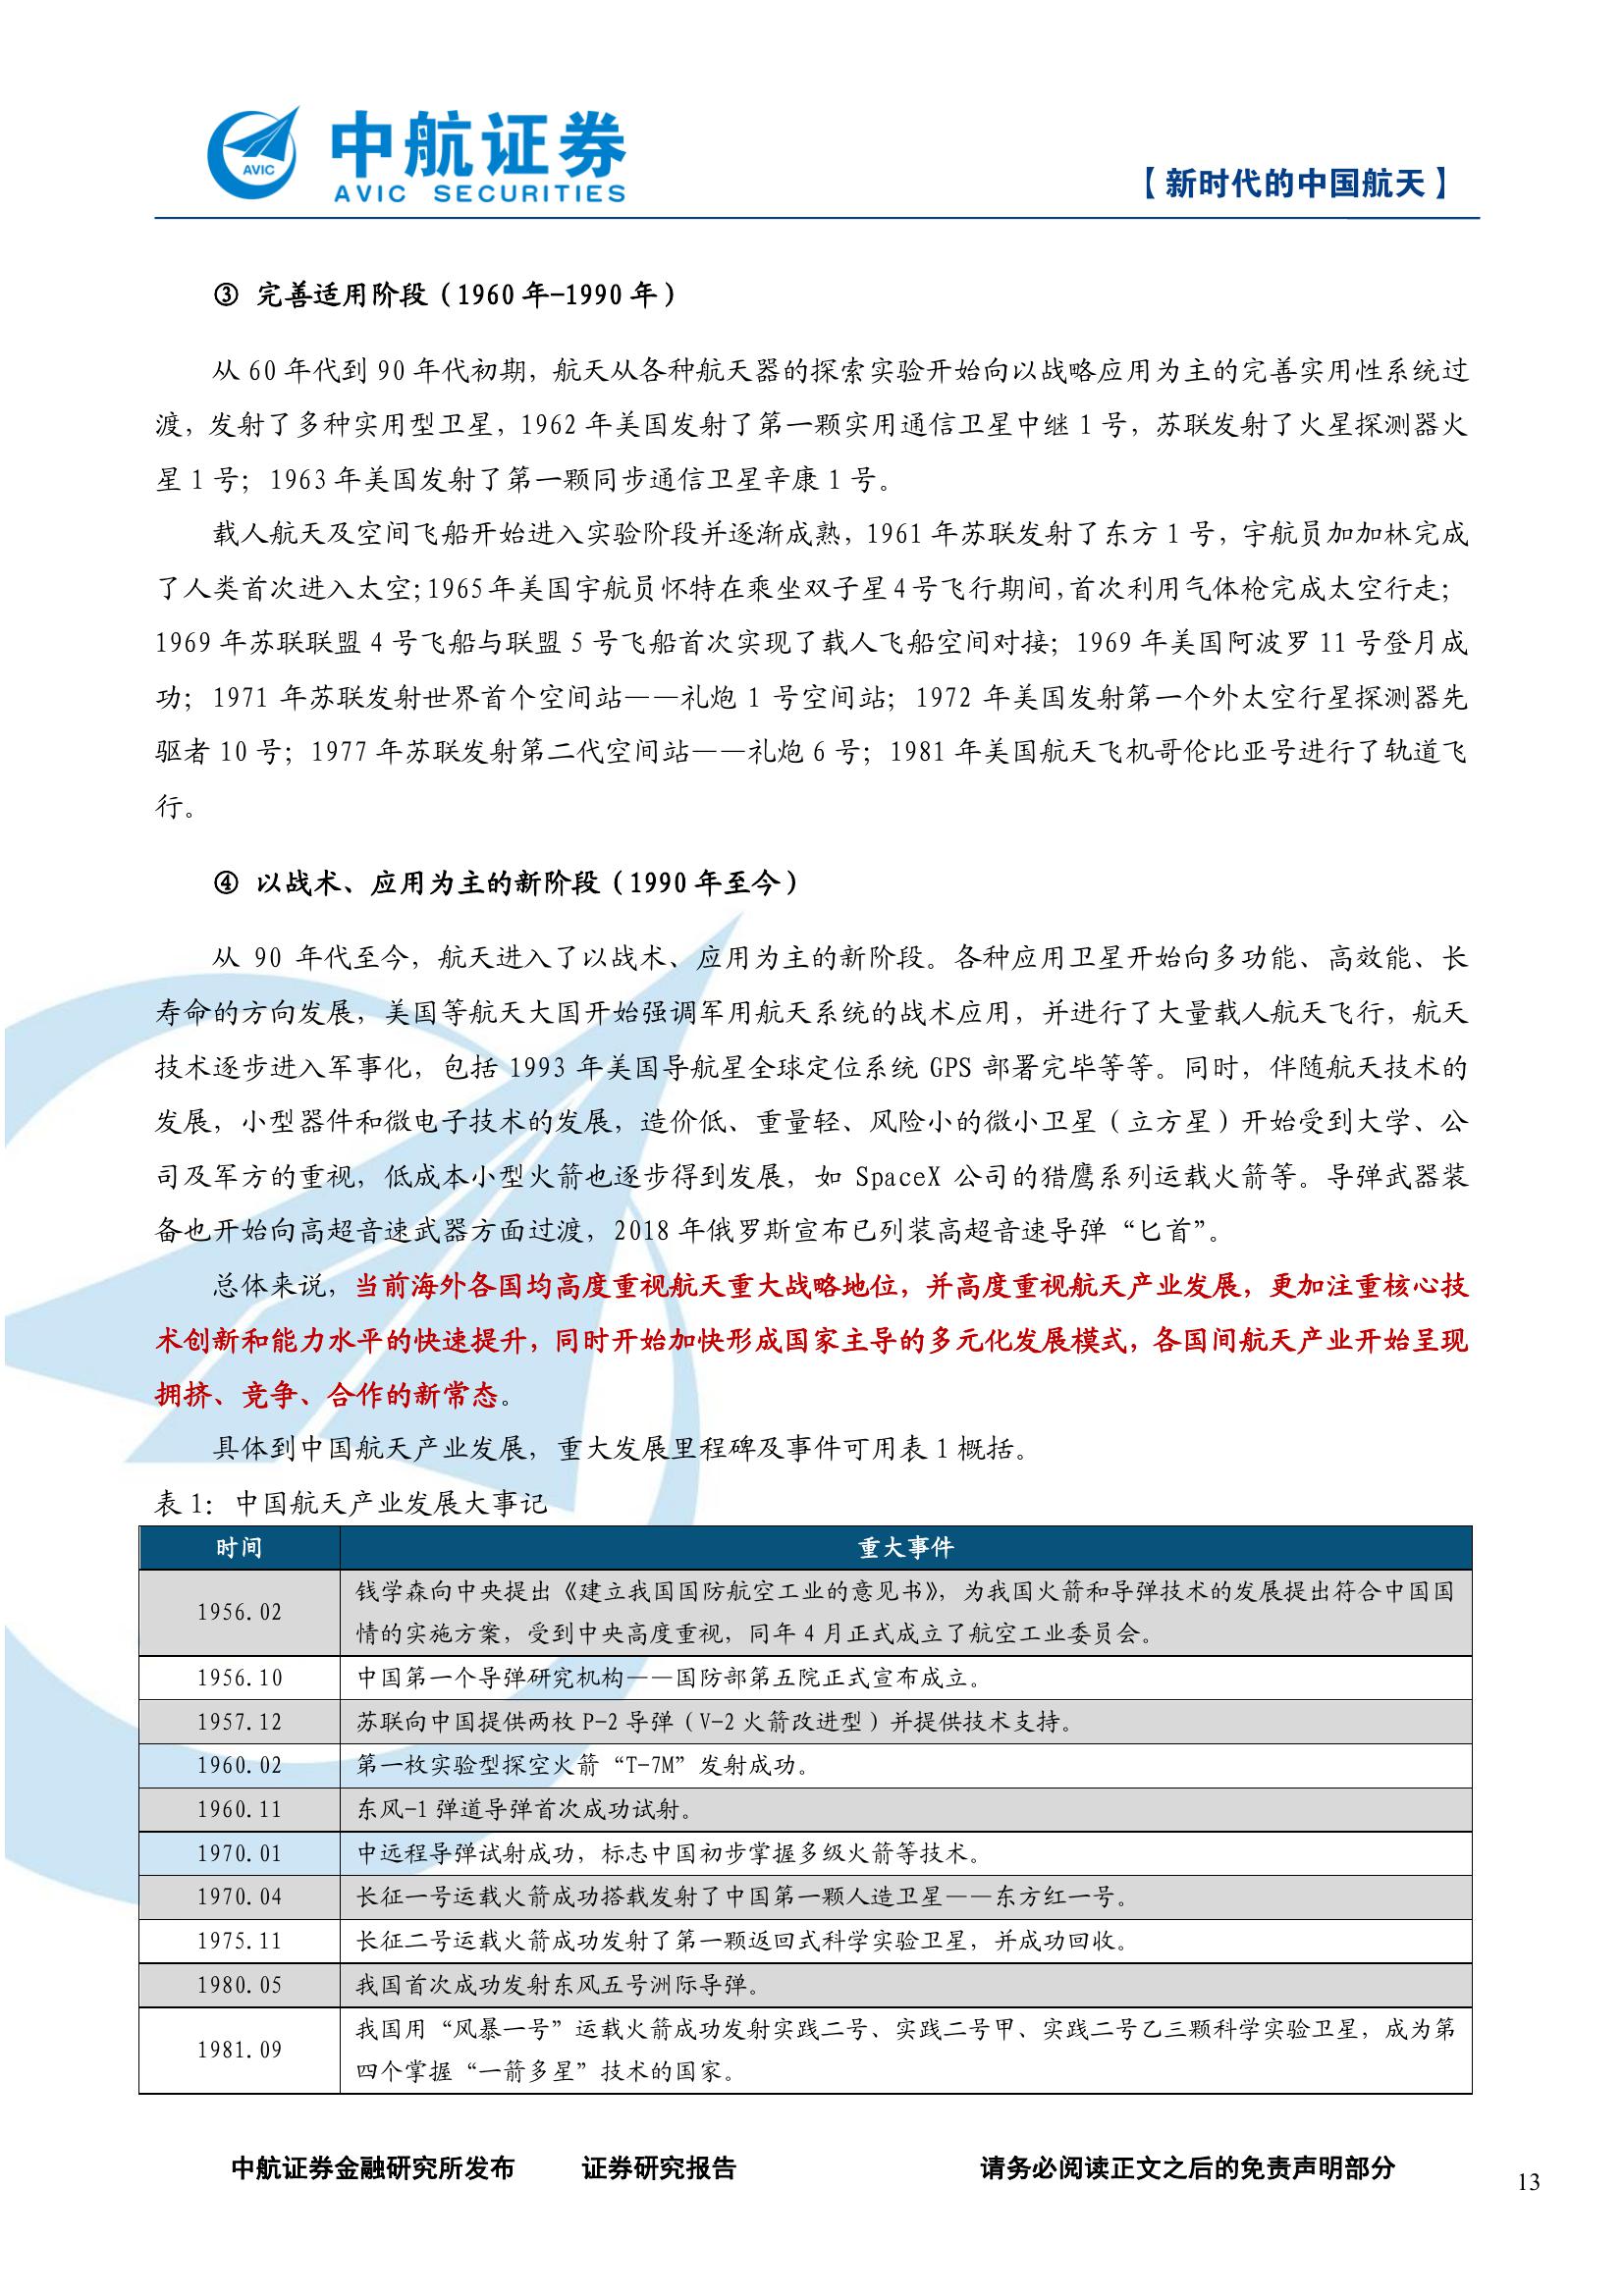 AVIC
中航证券
AVIC SECURITIES
【新时代的中国航天】
③ 完善适用阶段（1960 年-1990 年）
从 60 年代到 90 年代初期，航天从各种航天器的探索实验开始向以战略应用为主的完善实用性系统过
渡，发射了多种实用型卫星，1962 年美国发射了第一颗实用通信卫星中继 1 号，苏联发射了火星探测器火
星 1 号；1963 年美国发射了第一颗同步通信卫星辛康 1 号。
载人航天及空间飞船开始进入实验阶段并逐渐成熟，1961 年苏联发射了东方 1 号，宇航员加加林完成
了人类首次进入太空；1965 年美国宇航员怀特在乘坐双子星 4 号飞行期间，首次利用气体枪完成太空行走；
1969 年苏联联盟 4 号飞船与联盟 5 号飞船首次实现了载人飞船空间对接；1969 年美国阿波罗 11 号登月成
功；1971 年苏联发射世界首个空间站——礼炮 1 号空间站；1972 年美国发射第一个外太空行星探测器先
驱者 10 号；1977 年苏联发射第二代空间站——礼炮 6 号；1981 年美国航天飞机哥伦比亚号进行了轨道飞
行。
④ 以战术、应用为主的新阶段（1990 年至今）
从 90 年代至今，航天进入了以战术、应用为主的新阶段。各种应用卫星开始向多功能、高效能、长
寿命的方向发展，美国等航天大国开始强调军用航天系统的战术应用，并进行了大量载人航天飞行，航天
技术逐步进入军事化，包括 1993 年美国导航星全球定位系统 GPS 部署完毕等等。同时，伴随航天技术的
发展，小型器件和微电子技术的发展，造价低、重量轻、风险小的微小卫星（立方星）开始受到大学、公
司及军方的重视，低成本小型火箭也逐步得到发展，如 SpaceX 公司的猎鹰系列运载火箭等。导弹武器装
备也开始向高超音速武器方面过渡，2018 年俄罗斯宣布已列装高超音速导弹“匕首”。
总体来说，当前海外各国均高度重视航天重大战略地位，并高度重视航天产业发展，更加注重核心技
术创新和能力水平的快速提升，同时开始加快形成国家主导的多元化发展模式，各国间航天产业开始呈现
拥挤、竞争、合作的新常态。
具体到中国航天产业发展，重大发展里程碑及事件可用表 1 概括。
表 1：中国航天产业发展大事记
时间 重大事件
1956.02 钱学森向中央提出《建立我国国防航空工业的意见书》，为我国火箭和导弹技术的发展提出符合中国国
情的实施方案，受到中央高度重视，同年 4 月正式成立了航空工业委员会。
1956.10 中国第一个导弹研究机构——国防部第五院正式宣布成立。
1957.12 苏联向中国提供两枚 P-2 导弹（V-2 火箭改进型）并提供技术支持。
1960.02 第一枚实验型探空火箭“T-7M”发射成功。
1960.11 东风-1 弹道导弹首次成功试射。
1970.01 中远程导弹试射成功，标志中国初步掌握多级火箭等技术。
1970.04 长征一号运载火箭成功搭载发射了中国第一颗人造卫星——东方红一号。
1975.11 长征二号运载火箭成功发射了第一颗返回式科学实验卫星，并成功回收。
1980.05 我国首次成功发射东风五号洲际导弹。
1981.09 我国用“风暴一号”运载火箭成功发射实践二号、实践二号甲、实践二号乙三颗科学实验卫星，成为第
四个掌握“一箭多星”技术的国家。
中航证券金融研究所发布 证券研究报告 请务必阅读正文之后的免责声明部分
13